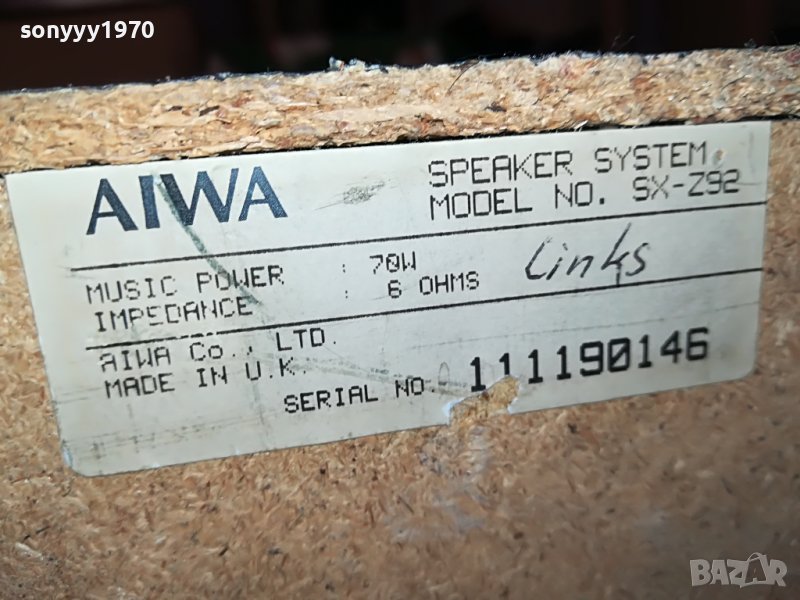 sonyyy1970
AIWA
SPEAKER SYSTEM
MODEL NO. SX-Z92
MUSIC POWER : 70W
IMPEDANCE : 6 OHMS
Links
AIWA Co., LTD.
MADE IN U.K.
SERIAL NO. 111190146
BAZAR